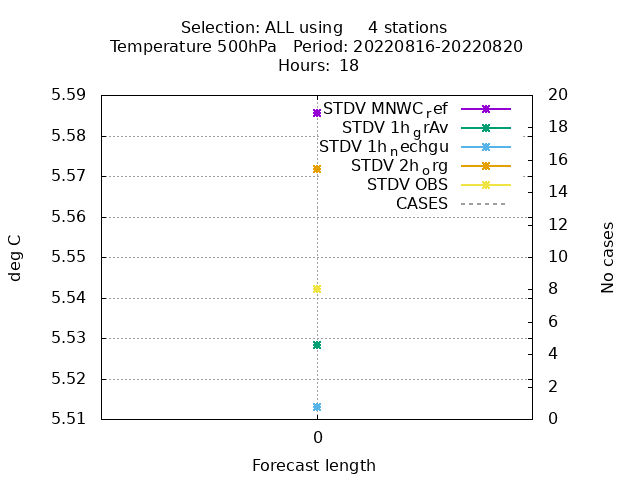 Selection: ALL using     4 stations
Temperature 500hPa   Period: 20220816-20220820
Hours: 18
5.59
5.58
5.57
5.56
5.55
5.54
5.53
5.52
5.51
deg C
STDV MNWC_ref
STDV 1h_grAv
STDV 1h_nechgu
STDV 2h_org
STDV OBS
CASES
20
18
16
14
12
10
8
6
4
2
0
No cases
0
Forecast length